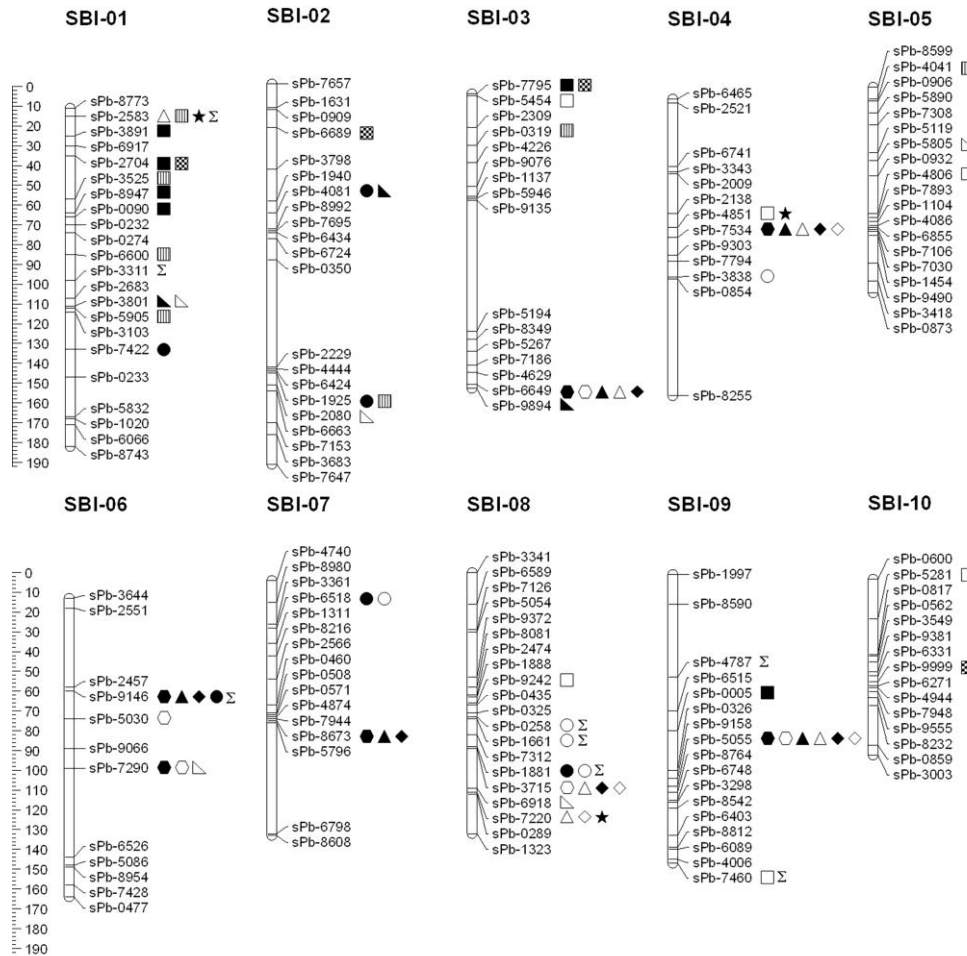 SBI-01 SBI-02 SBI-03 SBI-04 SBI-05
0
10
20
30
40
50
60
70
80
90
100
110
120
130
140
150
160
170
180
190
sPb-8773
sPb-2583 Σ
sPb-3891
sPb-6917
sPb-2704
sPb-3525
sPb-8947
sPb-0090
sPb-0232
sPb-0274
sPb-6600
sPb-3311 Σ
sPb-2683
sPb-3801
sPb-5905
sPb-3103
sPb-7422
sPb-0233
sPb-5832
sPb-1020
sPb-6066
sPb-8743
sPb-7657
sPb-1631
sPb-0909
sPb-6689
sPb-3798
sPb-1940
sPb-4081
sPb-8992
sPb-7695
sPb-6434
sPb-6724
sPb-0350
sPb-2229
sPb-4444
sPb-6424
sPb-1925
sPb-2080
sPb-6663
sPb-7153
sPb-3683
sPb-7647
sPb-7795
sPb-5454
sPb-2309
sPb-0319
sPb-4226
sPb-9076
sPb-1137
sPb-5946
sPb-9135
sPb-5194
sPb-8349
sPb-5267
sPb-7186
sPb-4629
sPb-6649
sPb-9894
sPb-6465
sPb-2521
sPb-6741
sPb-3343
sPb-2009
sPb-2138
sPb-4851
sPb-7534
sPb-9303
sPb-7794
sPb-3838
sPb-0854
sPb-8255
sPb-8599
sPb-4041
sPb-0906
sPb-5890
sPb-7308
sPb-5119
sPb-5805
sPb-0932
sPb-4806
sPb-7893
sPb-1104
sPb-4086
sPb-6855
sPb-7106
sPb-7030
sPb-1454
sPb-9490
sPb-3418
sPb-0873
SBI-06 SBI-07 SBI-08 SBI-09 SBI-10
0
10
20
30
40
50
60
70
80
90
100
110
120
130
140
150
160
170
180
190
sPb-3644
sPb-2551
sPb-2457
sPb-9146 Σ
sPb-5030
sPb-9066
sPb-7290
sPb-6526
sPb-5086
sPb-8954
sPb-7428
sPb-0477
sPb-4740
sPb-8980
sPb-3361
sPb-6518
sPb-1311
sPb-8216
sPb-2566
sPb-0460
sPb-0508
sPb-0571
sPb-4874
sPb-7944
sPb-8673
sPb-5796
sPb-6798
sPb-8608
sPb-3341
sPb-6589
sPb-7126
sPb-5054
sPb-9372
sPb-8081
sPb-2474
sPb-1888
sPb-9242
sPb-0435
sPb-0325
sPb-0258 Σ
sPb-1661 Σ
sPb-7312
sPb-1881 Σ
sPb-3715
sPb-6918
sPb-7220
sPb-0289
sPb-1323
sPb-1997
sPb-8590
sPb-4787 Σ
sPb-6515
sPb-0005
sPb-0326
sPb-9158
sPb-5055
sPb-8764
sPb-6748
sPb-3298
sPb-8542
sPb-6403
sPb-8812
sPb-6089
sPb-4006
sPb-7460 Σ
sPb-0600
sPb-5281
sPb-0817
sPb-0562
sPb-3549
sPb-9381
sPb-6331
sPb-9999
sPb-6271
sPb-4944
sPb-7948
sPb-9555
sPb-8232
sPb-0859
sPb-3003